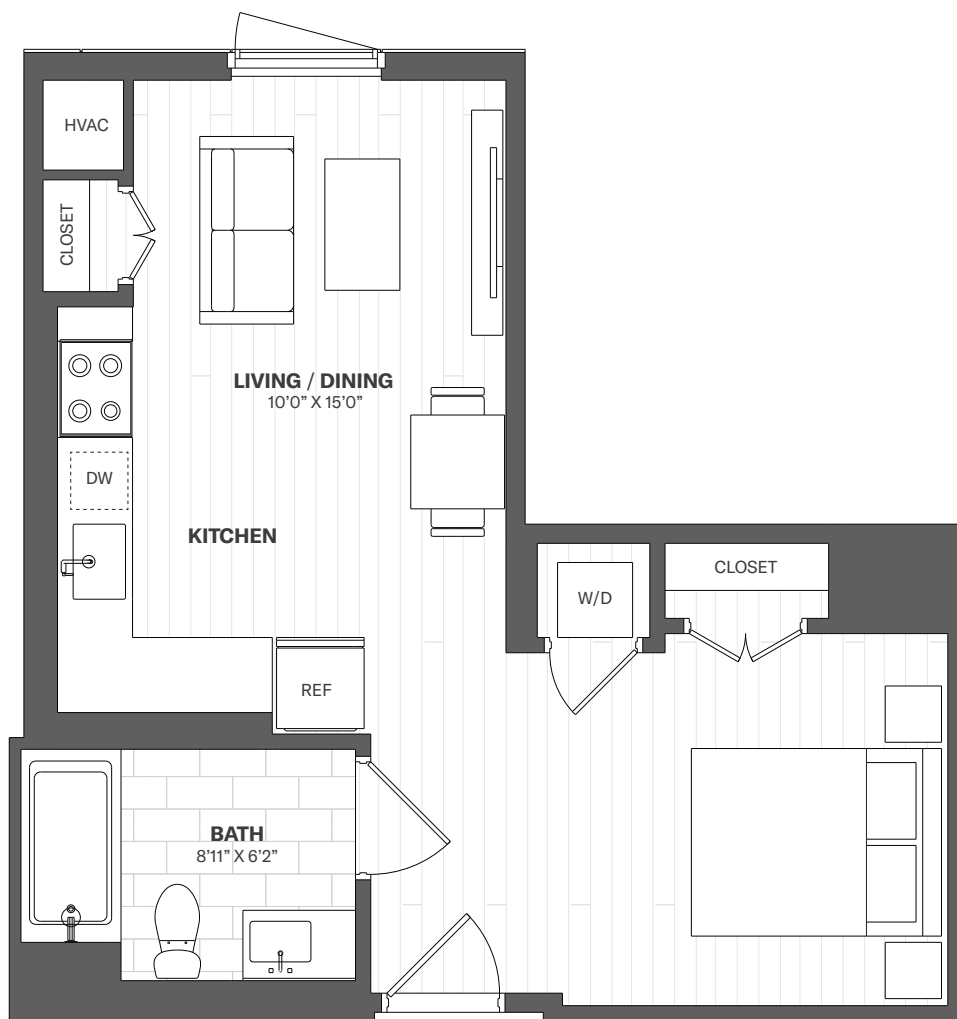 HVAC
CLOSET
LIVING / DINING
10’0” X 15’0”
DW
KITCHEN
CLOSET
W/D
REF
BATH
8’11” X 6’2”